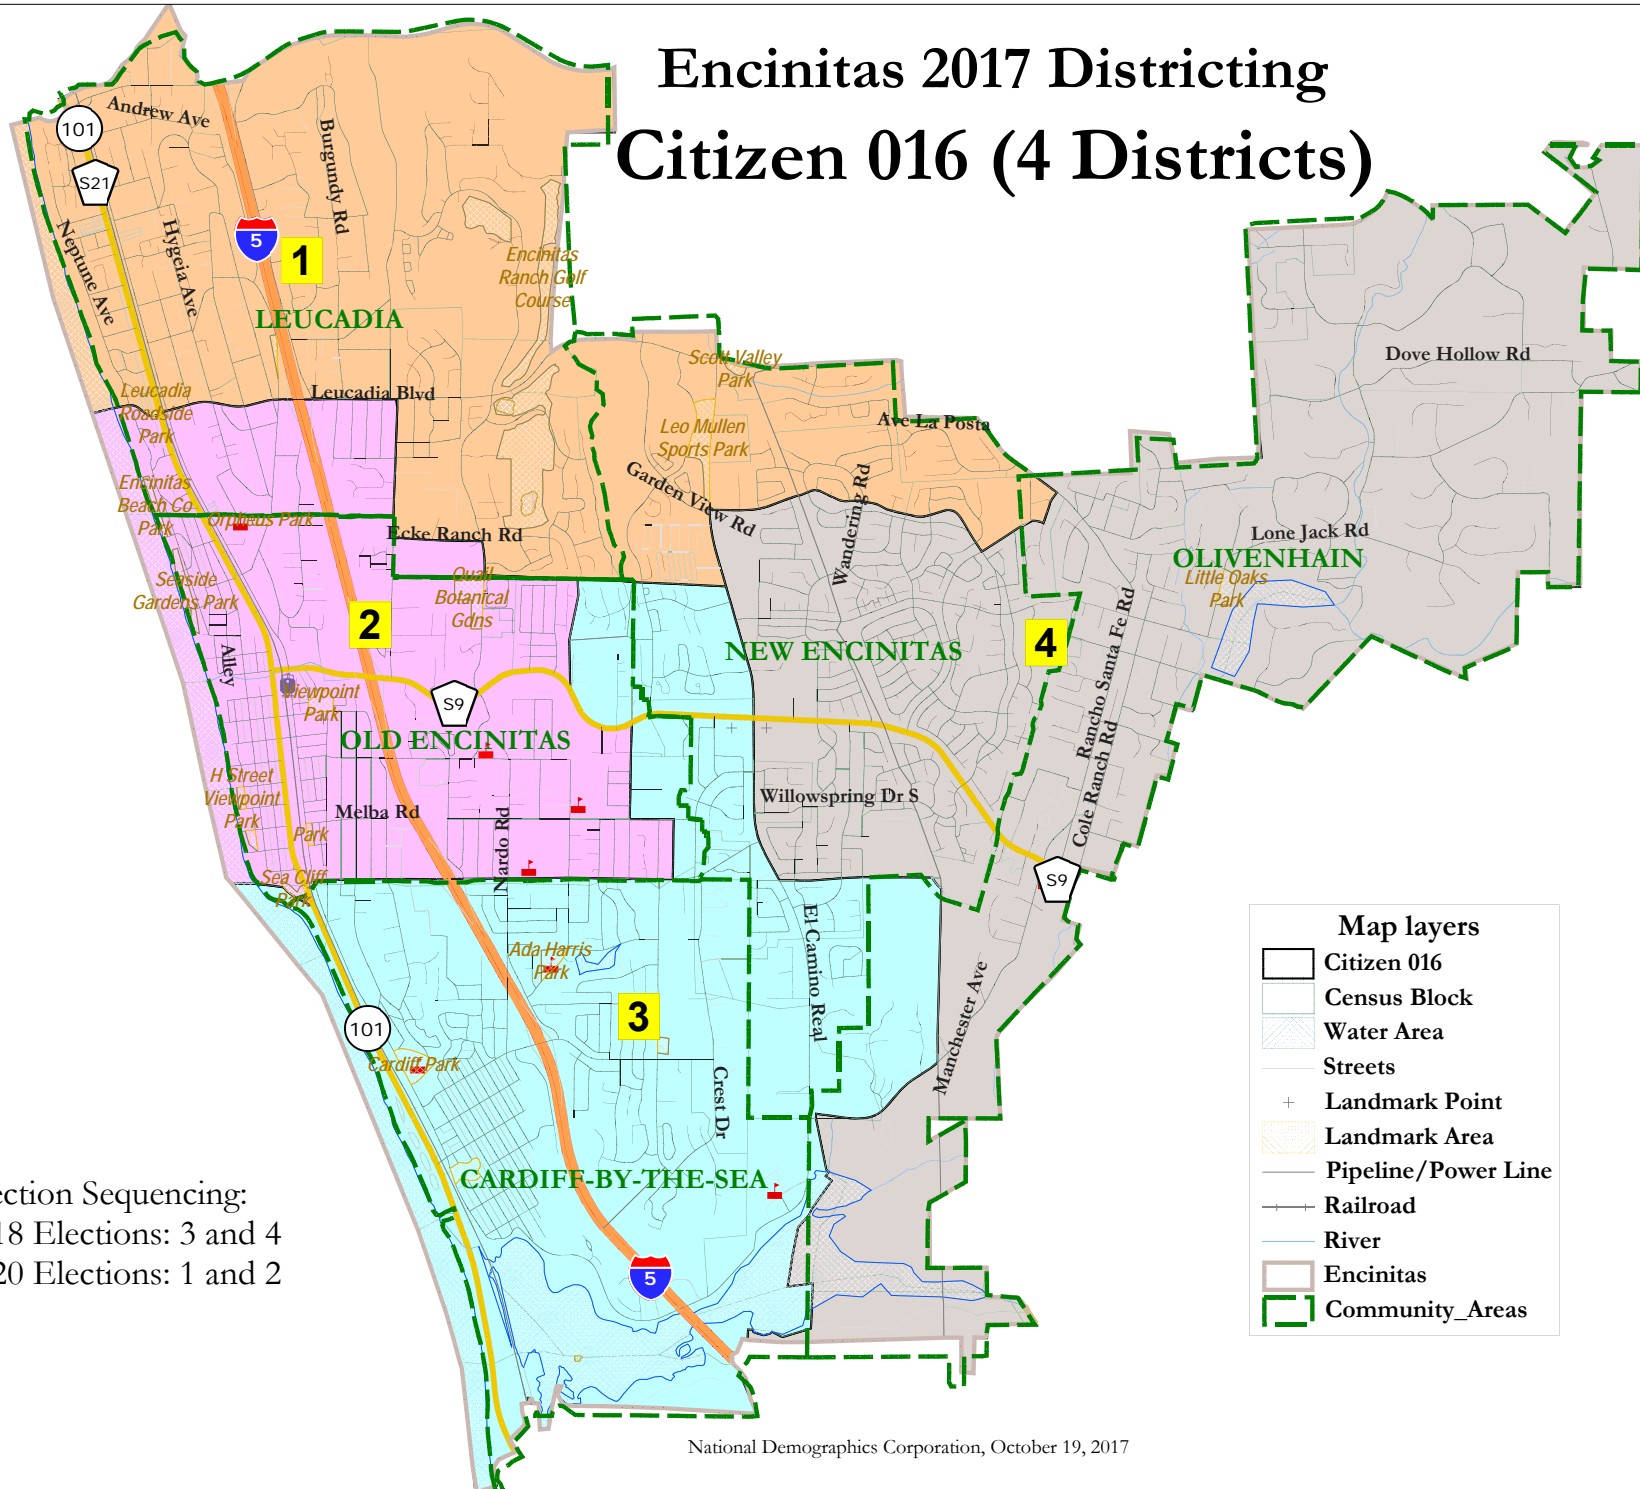 Encinitas 2017 Districting
Citizen 016 (4 Districts)
101
Andrew Ave
S21
Burgundy Rd
Neptune Ave
Hygeia Ave
5
1
Encinitas
Ranch Golf
Course
LEUCADIA
Scott Valley
Park
Dove Hollow Rd
Leucadia Blvd
Leucadia
Roadside
Park
Leo Mullen
Sports Park
Ave La Posta
Garden View Rd
Wandering Rd
Encinitas
Beach Co
Park
Orpheus Park
Ecke Ranch Rd
Lone Jack Rd
OLIVENHAIN
Little Oaks
Park
Seaside
Gardens Park
Quail
Botanical
Gdns
2
Alley
NEW ENCINITAS
4
Rancho Santa Fe Rd
Viewpoint
Park
S9
OLD ENCINITAS
Cole Ranch Rd
H Street
Viewpoint
Park
Park
Melba Rd
Nardo Rd
Willowspring Dr S
Sea Cliff
Park
S9
El Camino Real
Ada Harris
Park
3
Manchester Ave
101
Cardiff Park
Crest Dr
CARDIFF-BY-THE-SEA
5
ection Sequencing:
18 Elections: 3 and 4
20 Elections: 1 and 2
Map layers
Citizen 016
Census Block
Water Area
Streets
Landmark Point
Landmark Area
Pipeline/Power Line
Railroad
River
Encinitas
Community_Areas
National Demographics Corporation, October 19, 2017